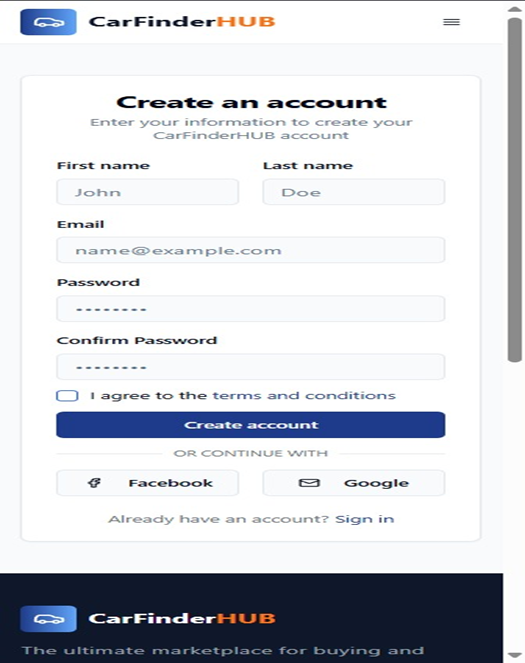 CarFinderHUB
Create an account
Enter your information to create your
CarFinderHUB account
First name Last name
John Doe
Email
name@example.com
Password
••••••••
Confirm Password
••••••••
I agree to the terms and conditions
Create account
OR CONTINUE WITH
Facebook Google
Already have an account? Sign in
CarFinderHUB
The ultimate marketplace for buying and